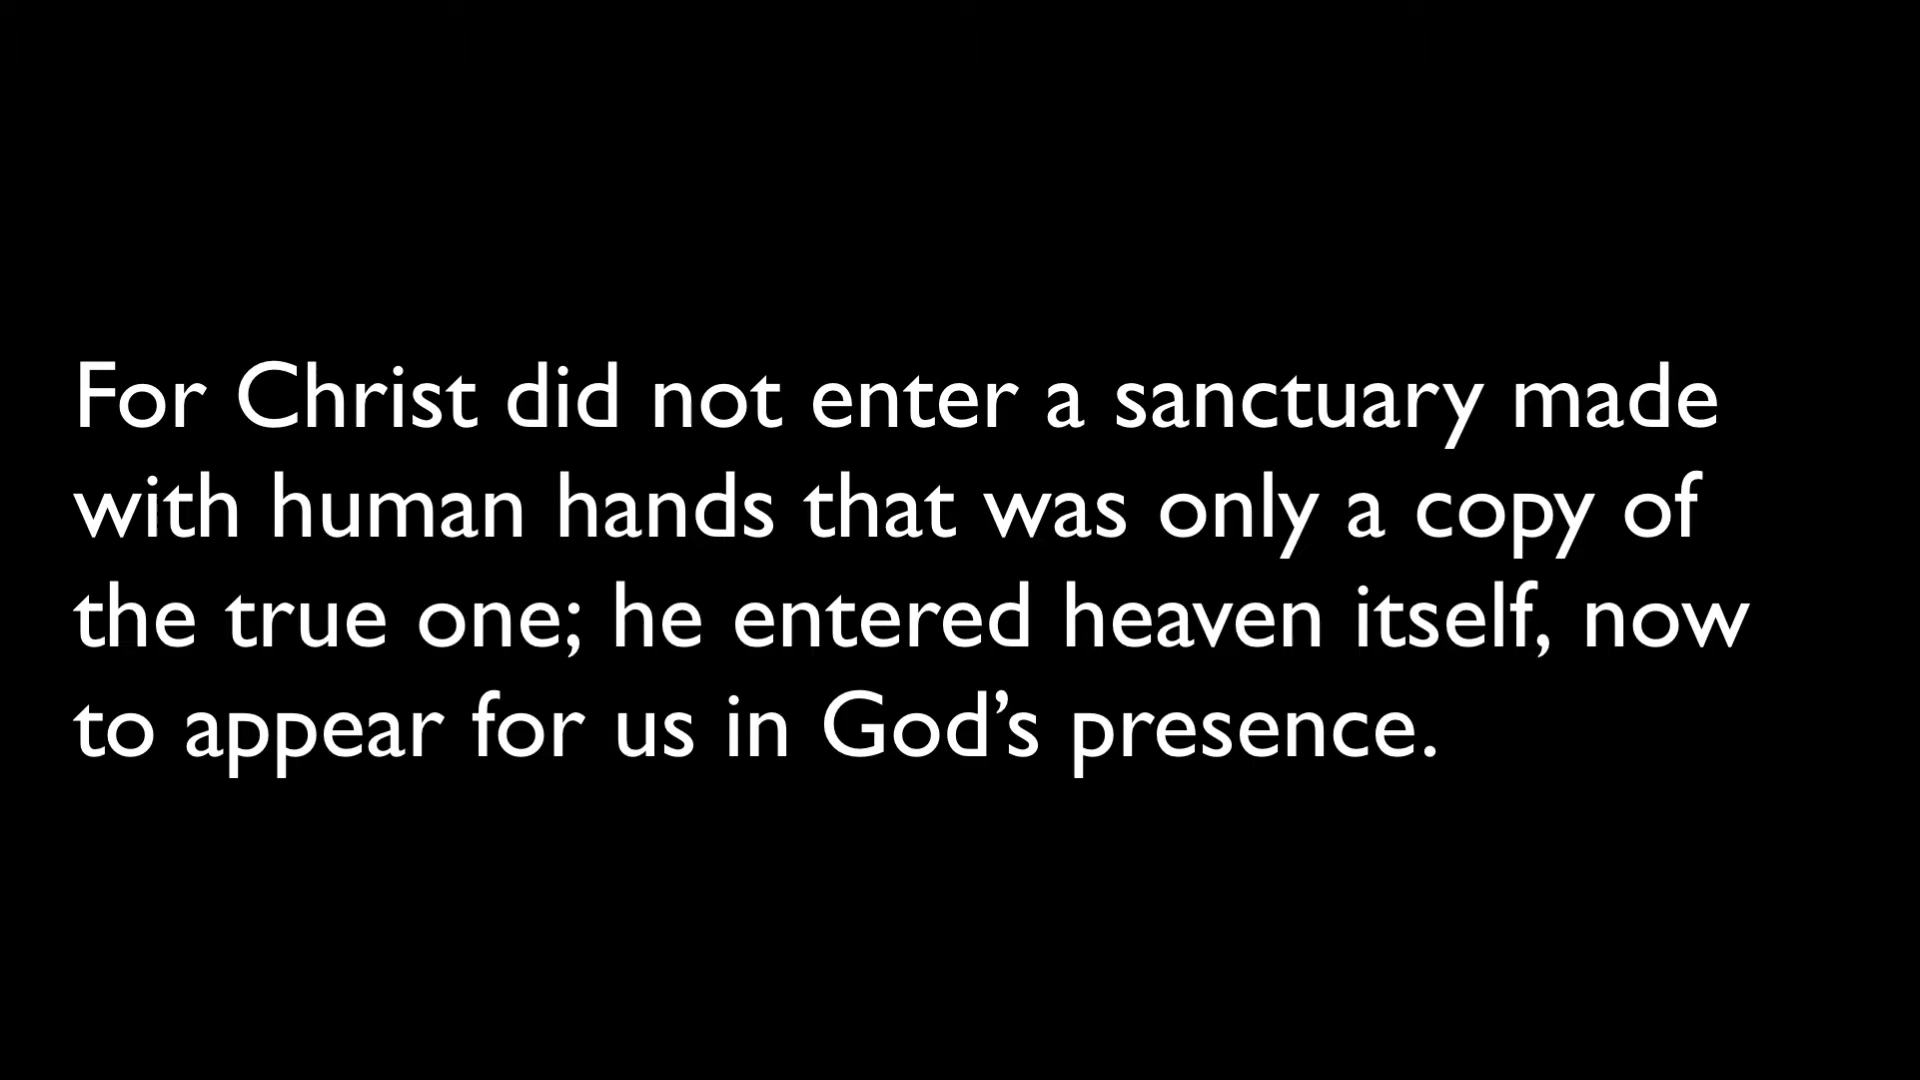 For Christ did not enter a sanctuary made
with human hands that was only a copy of
the true one; he entered heaven itself, now
to appear for us in God’s presence.